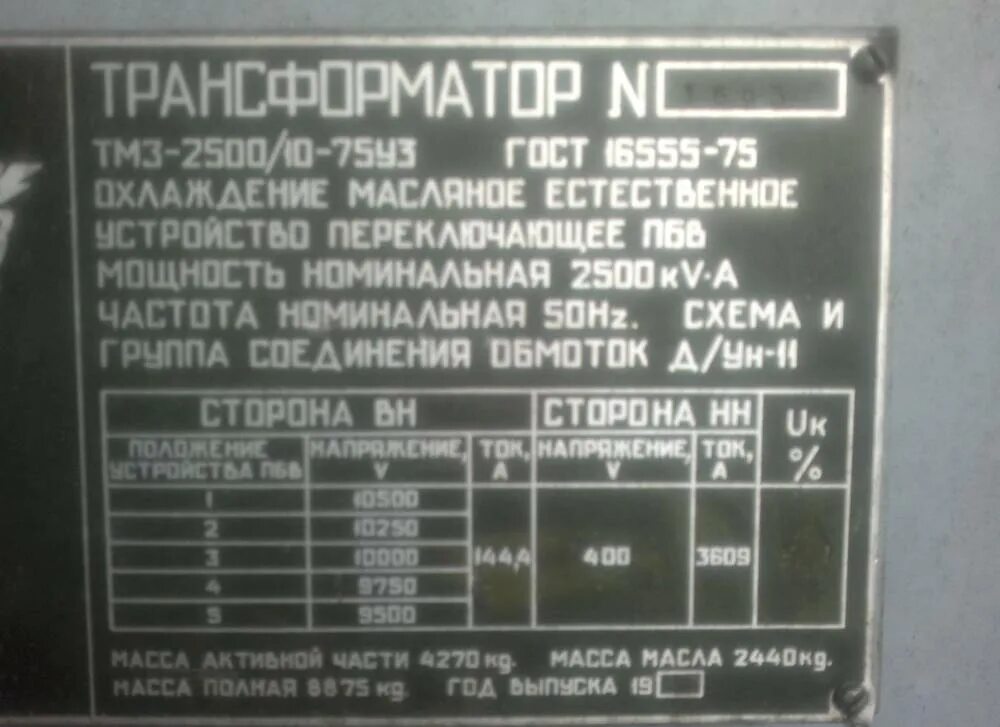 ТРАНСФОРМАТОР N
ТМЗ-2500/10-75У3 ГОСТ 16555-75
ОХЛАЖДЕНИЕ МАСЛЯНОЕ ЕСТЕСТВЕННОЕ
УСТРОЙСТВО ПЕРЕКЛЮЧАЮЩЕЕ ПБВ
МОЩНОСТЬ НОМИНАЛЬНАЯ 2500 kV·A
ЧАСТОТА НОМИНАЛЬНАЯ 50Hz. СХЕМА И
ГРУППА СОЕДИНЕНИЯ ОБМОТОК Д/Ун-11
СТОРОНА ВН СТОРОНА НН Uк %
ПОЛОЖЕНИЕ УСТРОЙСТВА ПБВ НАПРЯЖЕНИЕ, V ТОК, А НАПРЯЖЕНИЕ, V ТОК, А
1 10500
2 10250
3 10000 144,4 400 3609
4 9750
5 9500
МАССА АКТИВНОЙ ЧАСТИ 4270 kg. МАССА МАСЛА 2440 kg.
МАССА ПОЛНАЯ 8875 kg. ГОД ВЫПУСКА 19